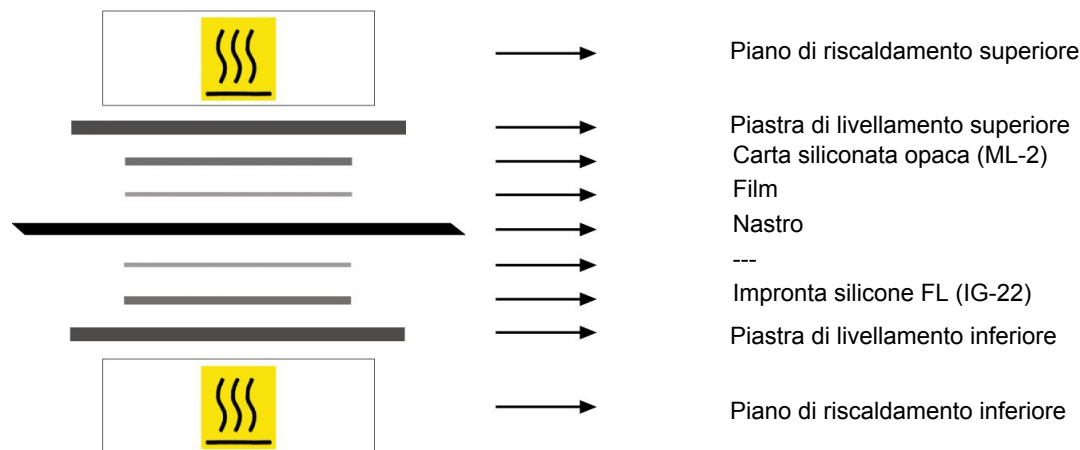 Piano di riscaldamento superiore
Piastra di livellamento superiore
Carta siliconata opaca (ML-2)
Film
Nastro
---
Impronta silicone FL (IG-22)
Piastra di livellamento inferiore
Piano di riscaldamento inferiore